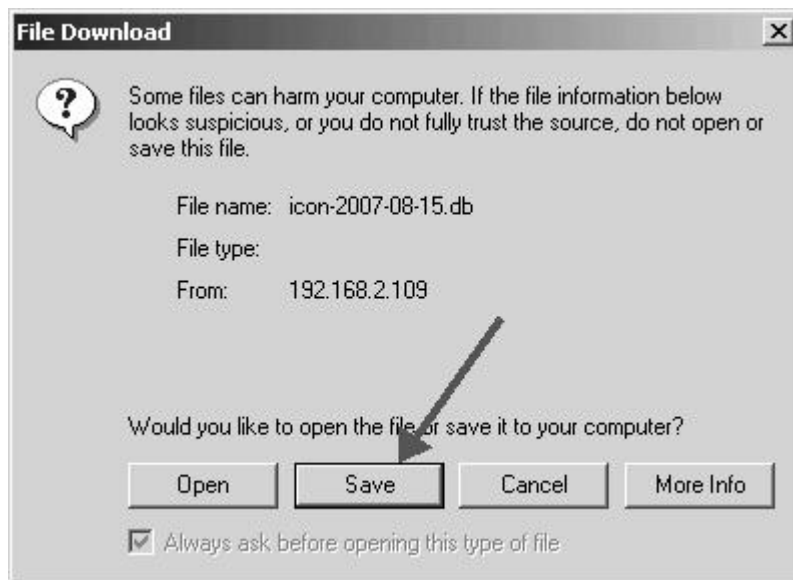 File Download
Some files can harm your computer. If the file information below
looks suspicious, or you do not fully trust the source, do not open or
save this file.
File name: icon-2007-08-15.db
File type:
From: 192.168.2.109
Would you like to open the file or save it to your computer?
Open Save Cancel More Info
Always ask before opening this type of file